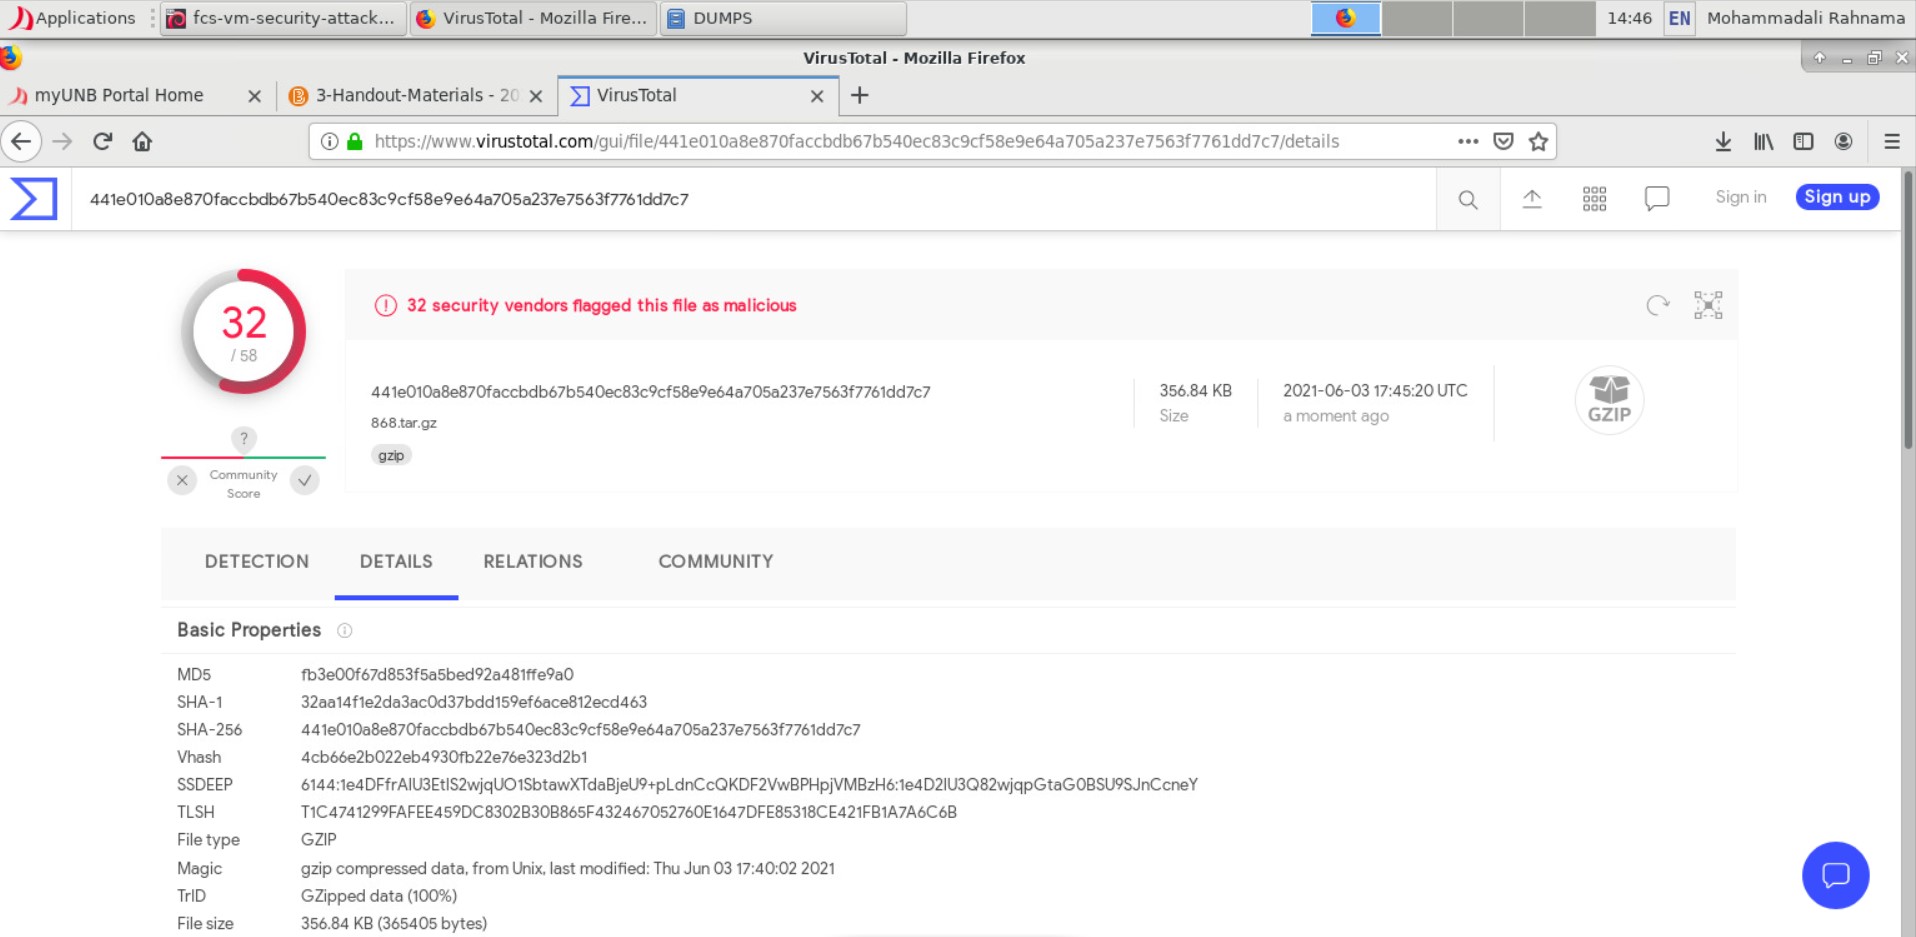 Applications fcs-vm-security-attack... VirusTotal - Mozilla Fire... DUMPS 14:46 EN Mohammadali Rahnama
VirusTotal - Mozilla Firefox
myUNB Portal Home 3-Handout-Materials - 20 VirusTotal
https://www.virustotal.com/gui/file/441e010a8e870faccbdb67b540ec83c9cf58e9e64a705a237e7563f7761dd7c7/details
441e010a8e870faccbdb67b540ec83c9cf58e9e64a705a237e7563f7761dd7c7 Sign in Sign up
32
/ 58
32 security vendors flagged this file as malicious
441e010a8e870faccbdb67b540ec83c9cf58e9e64a705a237e7563f7761dd7c7
868.tar.gz
gzip
356.84 KB
Size
2021-06-03 17:45:20 UTC
a moment ago
GZIP
?
Community
Score
DETECTION DETAILS RELATIONS COMMUNITY
Basic Properties
MD5 fb3e00f67d853f5a5bed92a481ffe9a0
SHA-1 32aa14f1e2da3ac0d37bdd159ef6ace812ecd463
SHA-256 441e010a8e870faccbdb67b540ec83c9cf58e9e64a705a237e7563f7761dd7c7
Vhash 4cb66e2b022eb4930fb22e76e323d2b1
SSDEEP 6144:1e4DFfrAlU3EtlS2wjqUO1SbtawXTdaBjeU9+pLdnCcQKDF2VwBPHpjVMBzH6:1e4D2lU3Q82wjqpGtaG0BSU9SJnCcneY
TLSH T1C4741299FAFEE459DC8302B30B865F432467052760E1647DFE85318CE421FB1A7A6C6B
File type GZIP
Magic gzip compressed data, from Unix, last modified: Thu Jun 03 17:40:02 2021
TrID GZipped data (100%)
File size 356.84 KB (365405 bytes)